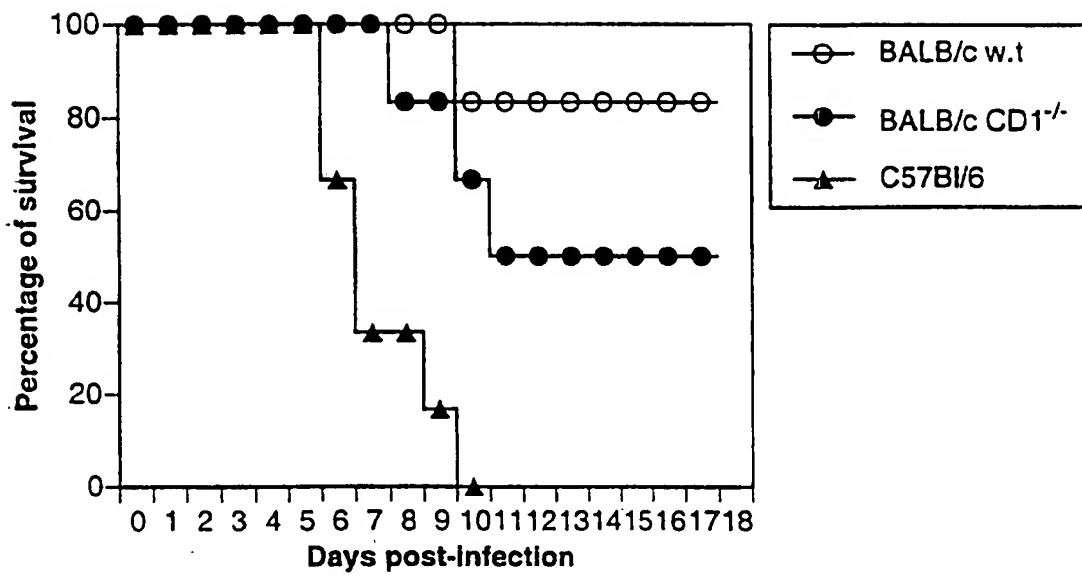 100
80
60
40
20
0
Percentage of survival
0 1 2 3 4 5 6 7 8 9 10 11 12 13 14 15 16 17 18
Days post-infection
BALB/c w.t
BALB/c CD1-/-
C57Bl/6